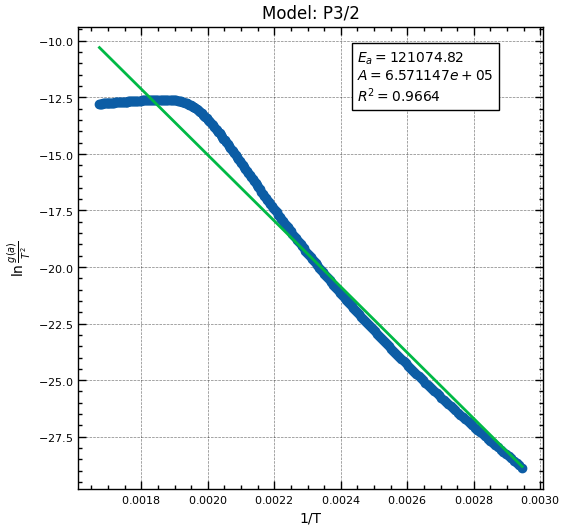 Model: P3/2
E_a = 121074.82
A = 6.571147e + 05
R^2 = 0.9664
−10.0
−12.5
−15.0
−17.5
−20.0
−22.5
−25.0
−27.5
ln g(a)/T^2
0.0018 0.0020 0.0022 0.0024 0.0026 0.0028 0.0030
1/T